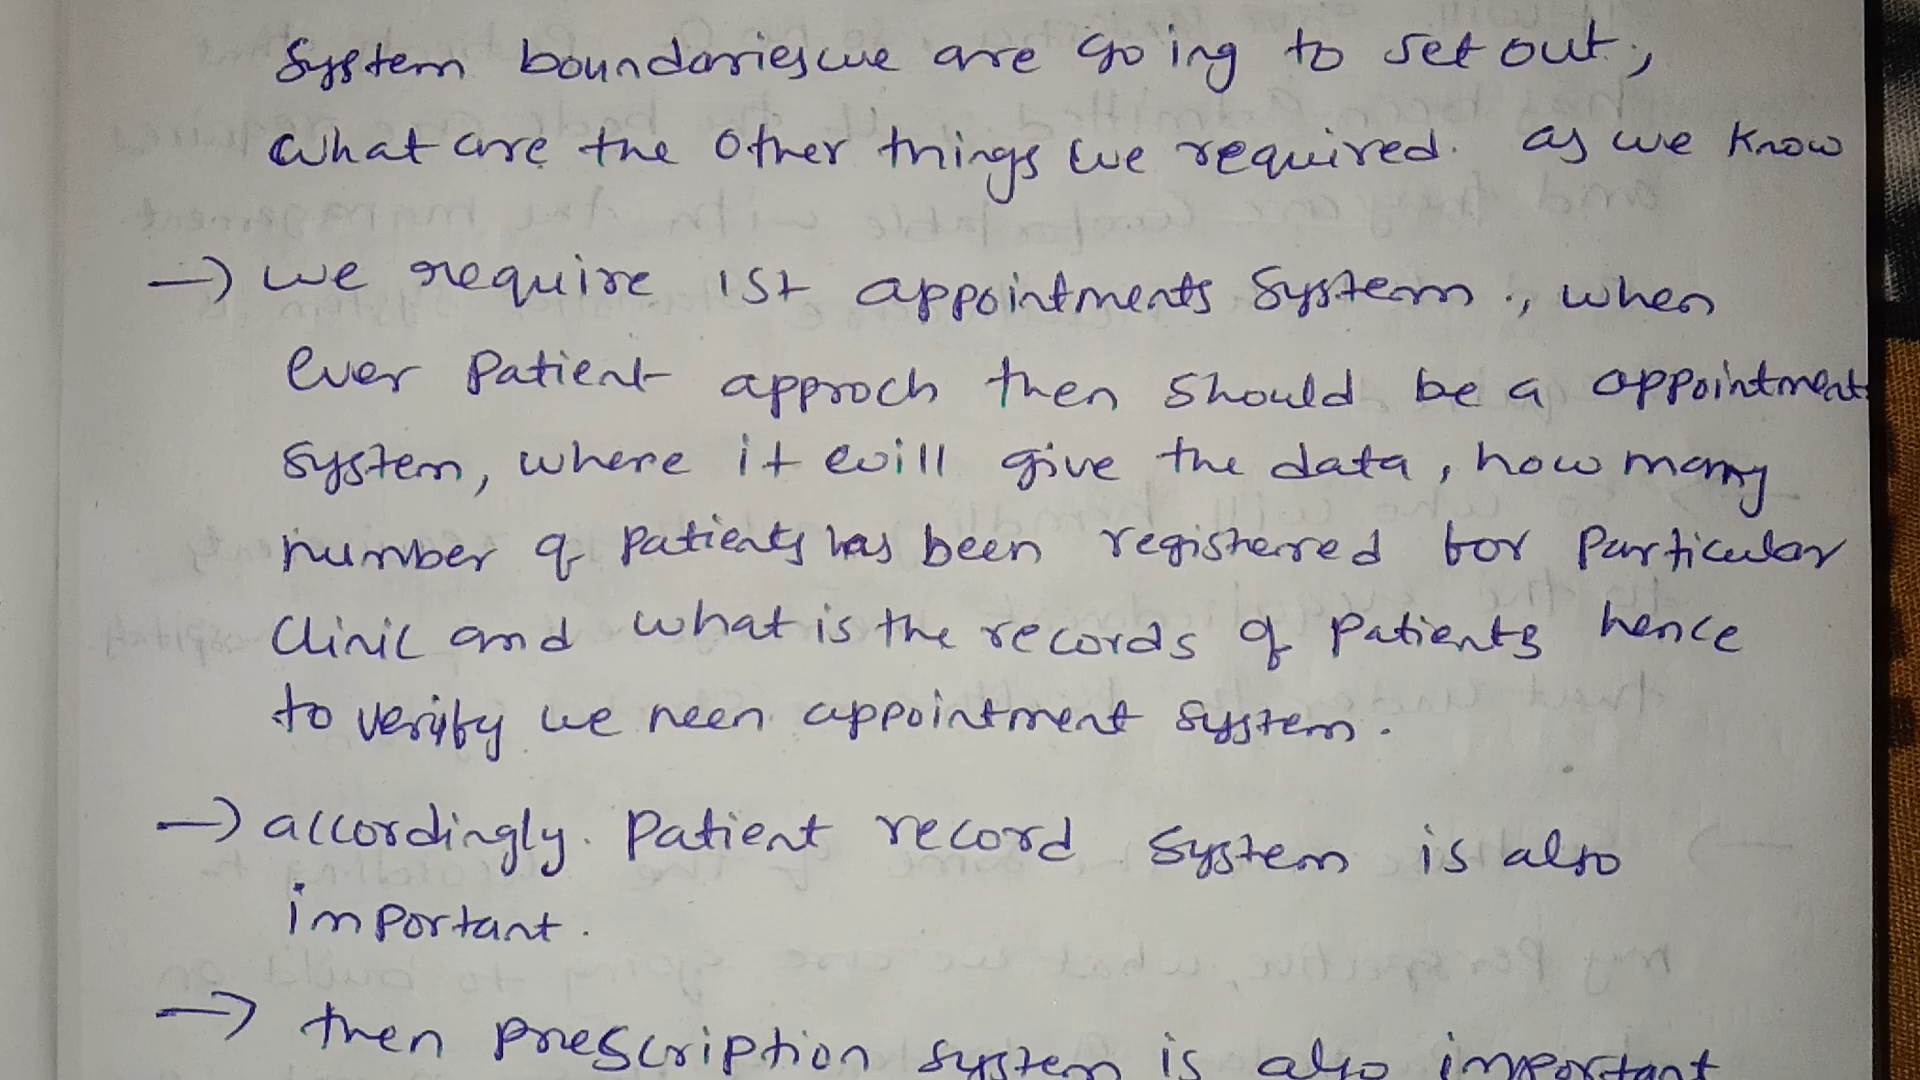 System boundaries we are going to set out.,
what are the other things we required. as we know
→ we require 1st appointments system ., when
ever patient approch then should be a appointment
system, where it will give the data, how many
number of patients has been registered for particular
clinic and what is the records of patients hence
to verify we neen appointment system.
→ accordingly. patient record system is also
important.
→ then prescription system is also important